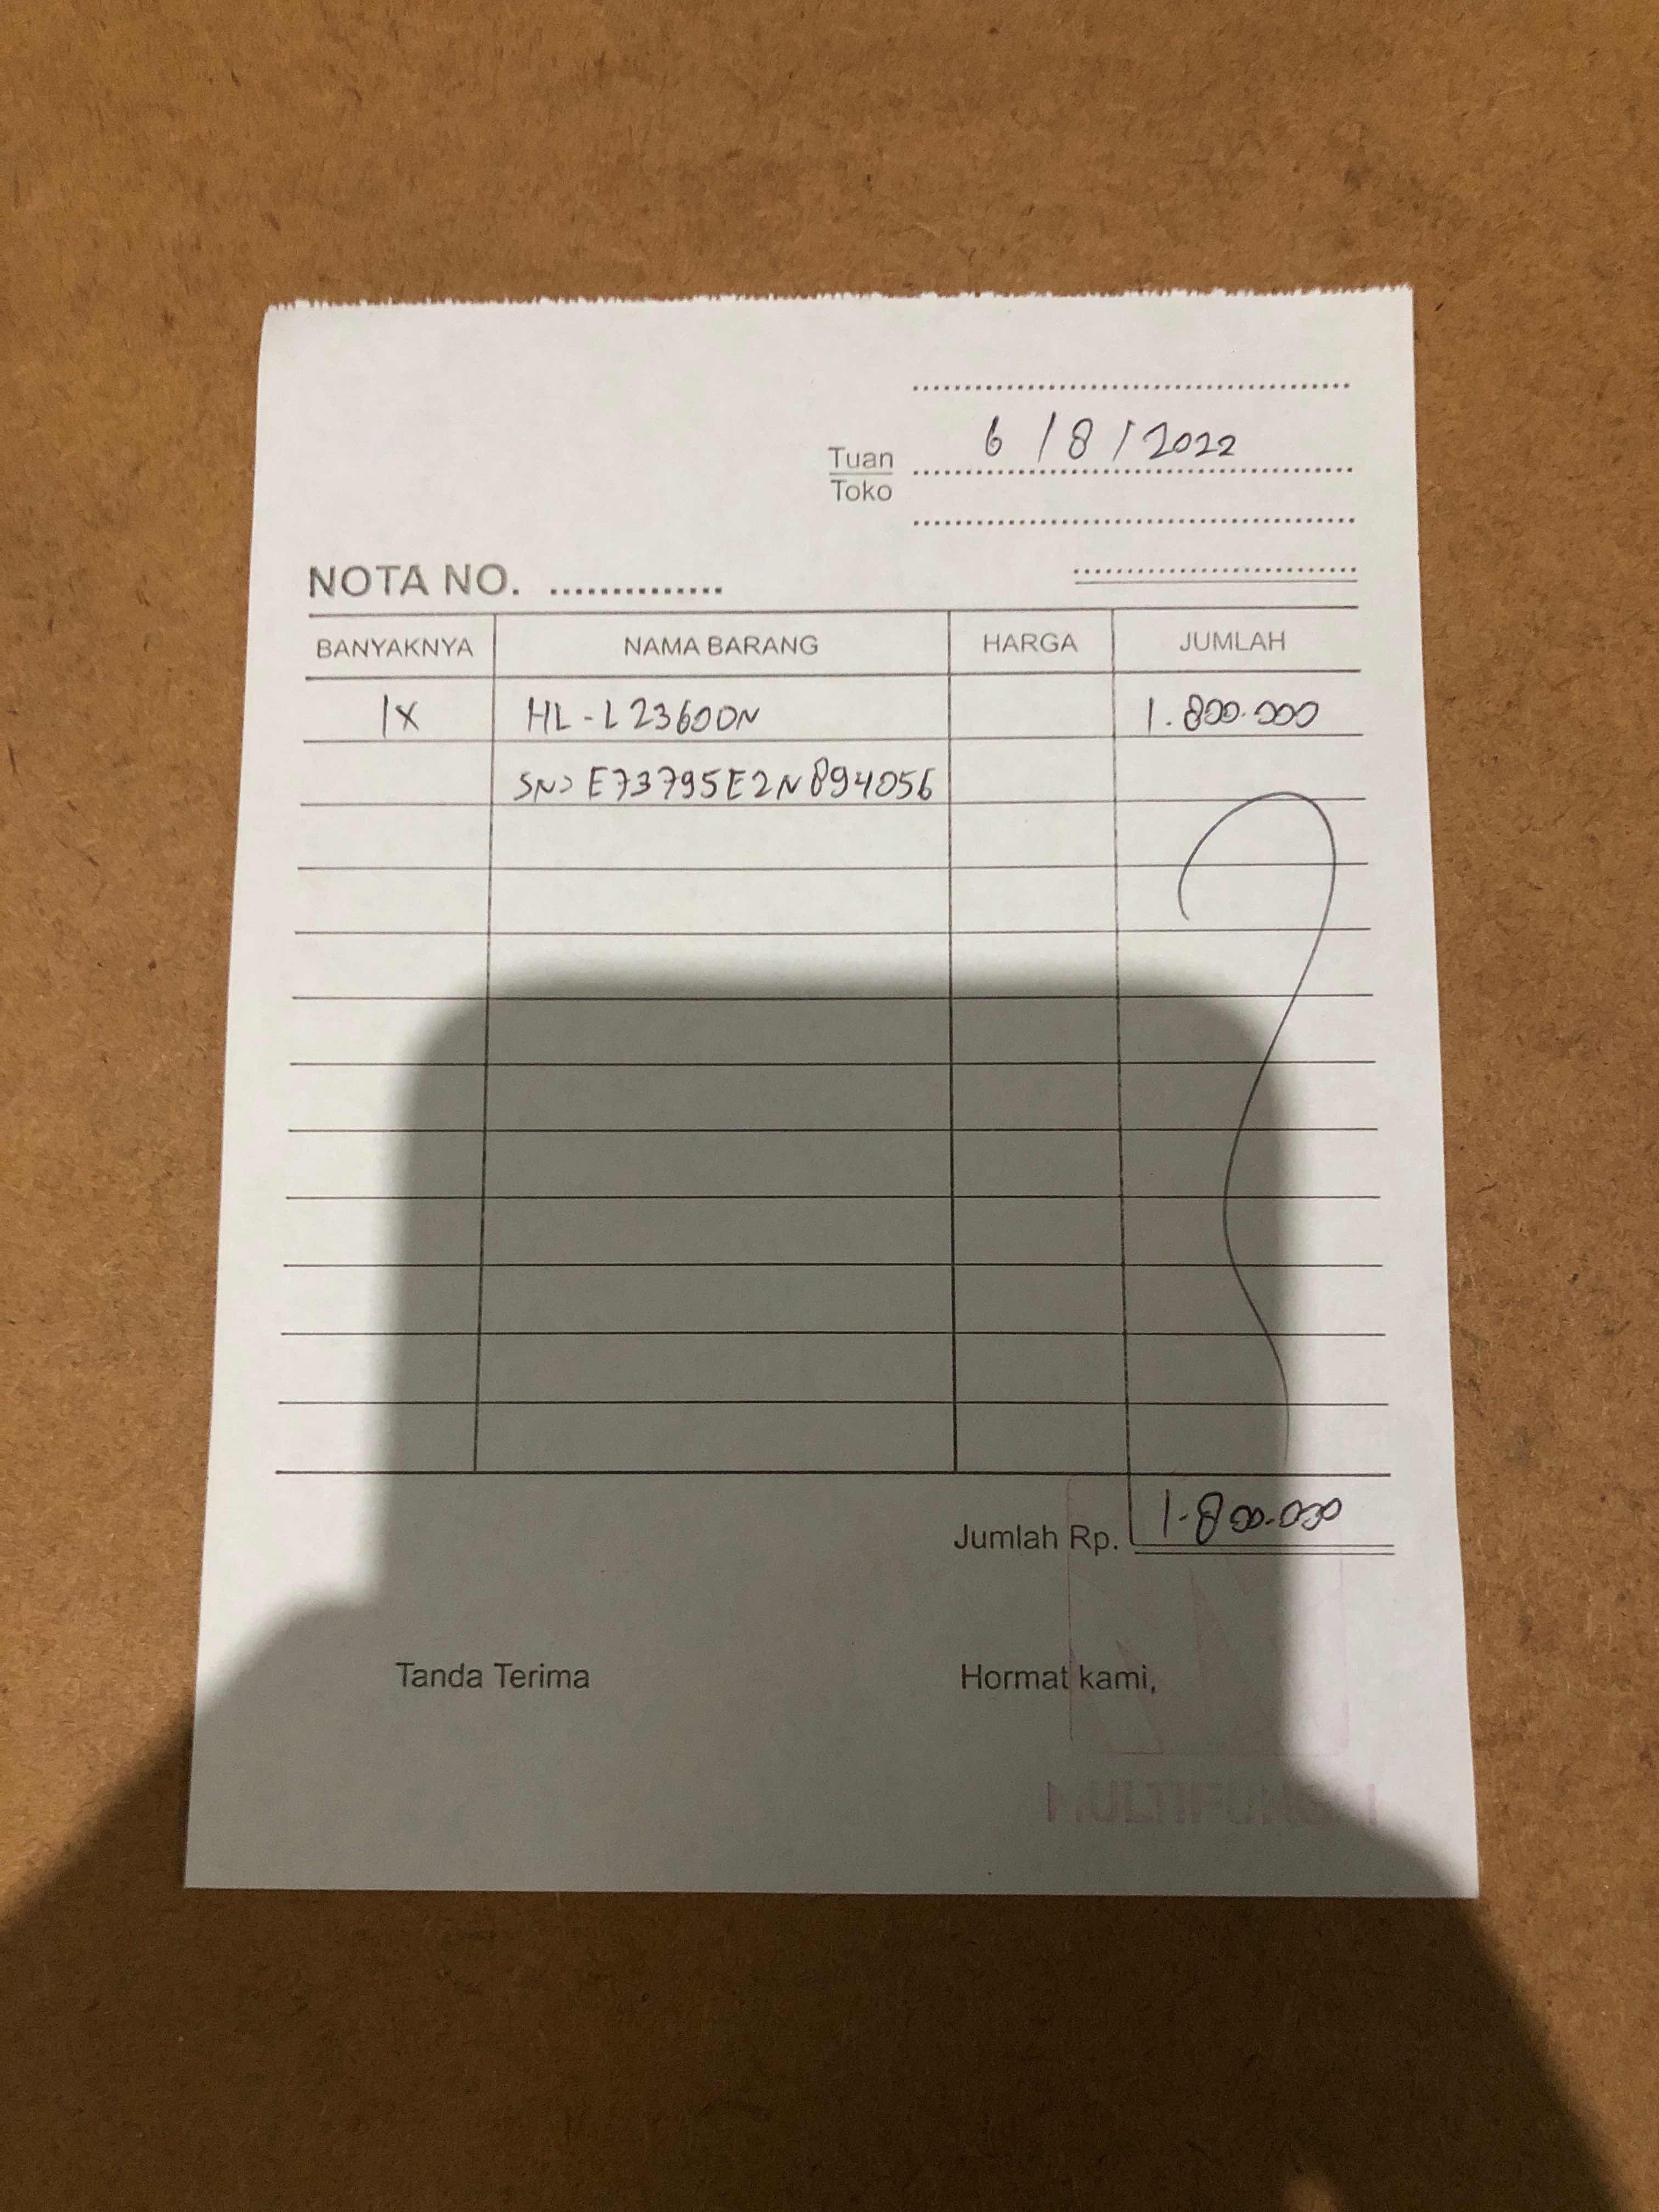 6 / 8 / 2022
Tuan
Toko
NOTA NO. ..............
BANYAKNYA NAMA BARANG HARGA JUMLAH
1X HL-L2360DN 1.800.000
SN> E73795E2N894056
Jumlah Rp. 1.800.000
Tanda Terima Hormat kami,